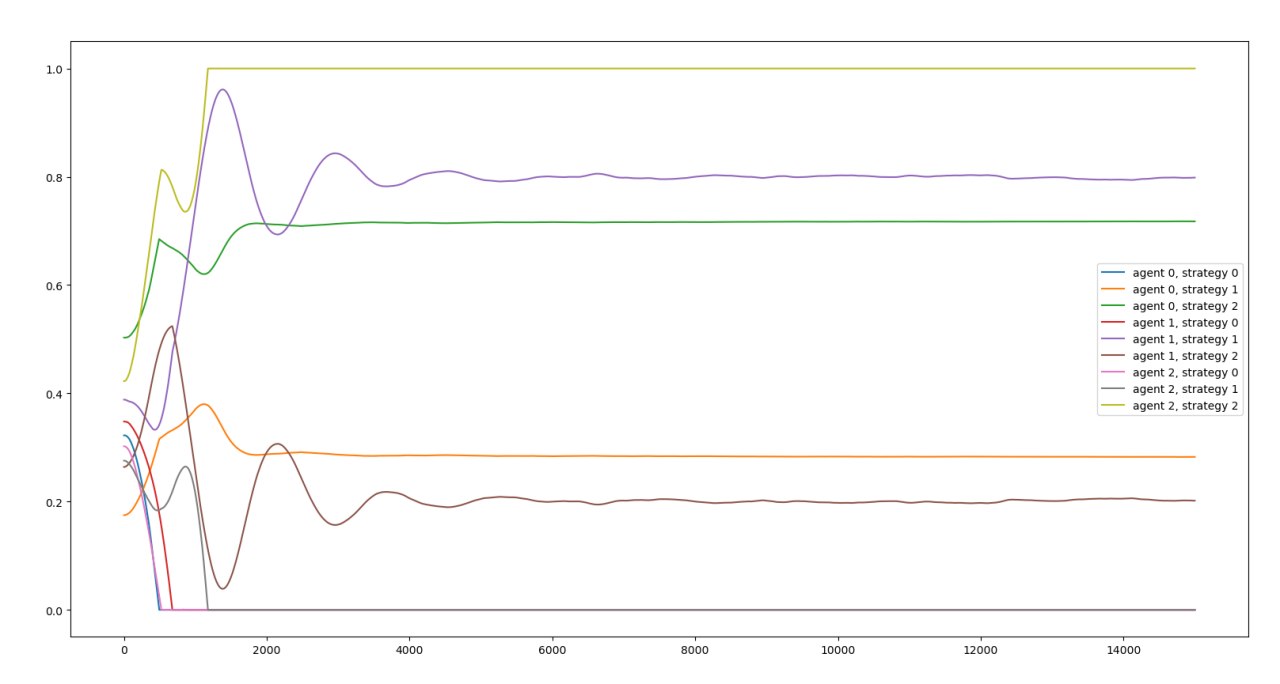 1.0
0.8
0.6
0.4
0.2
0.0
0 2000 4000 6000 8000 10000 12000 14000
agent 0, strategy 0
agent 0, strategy 1
agent 0, strategy 2
agent 1, strategy 0
agent 1, strategy 1
agent 1, strategy 2
agent 2, strategy 0
agent 2, strategy 1
agent 2, strategy 2